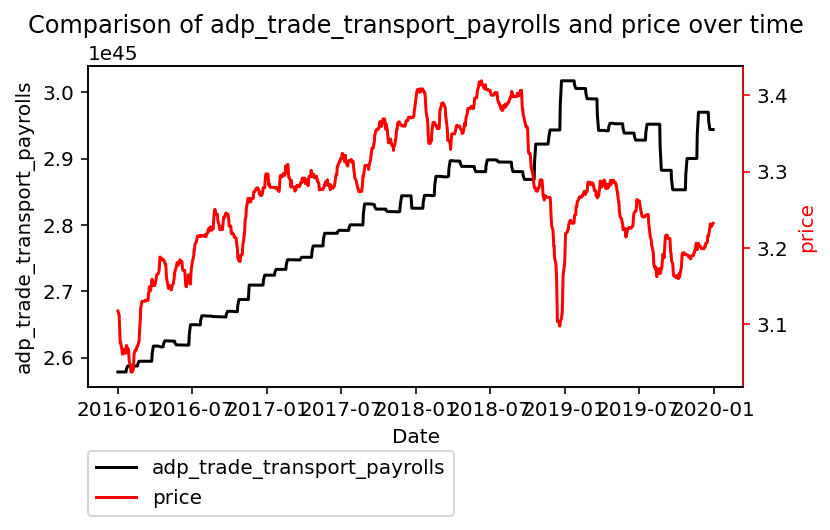 Comparison of adp_trade_transport_payrolls and price over time
1e45
3.0
2.9
2.8
2.7
2.6
adp_trade_transport_payrolls
3.4
3.3
3.2
3.1
price
2016-01 2016-07 2017-01 2017-07 2018-01 2018-07 2019-01 2019-07 2020-01
Date
adp_trade_transport_payrolls
price